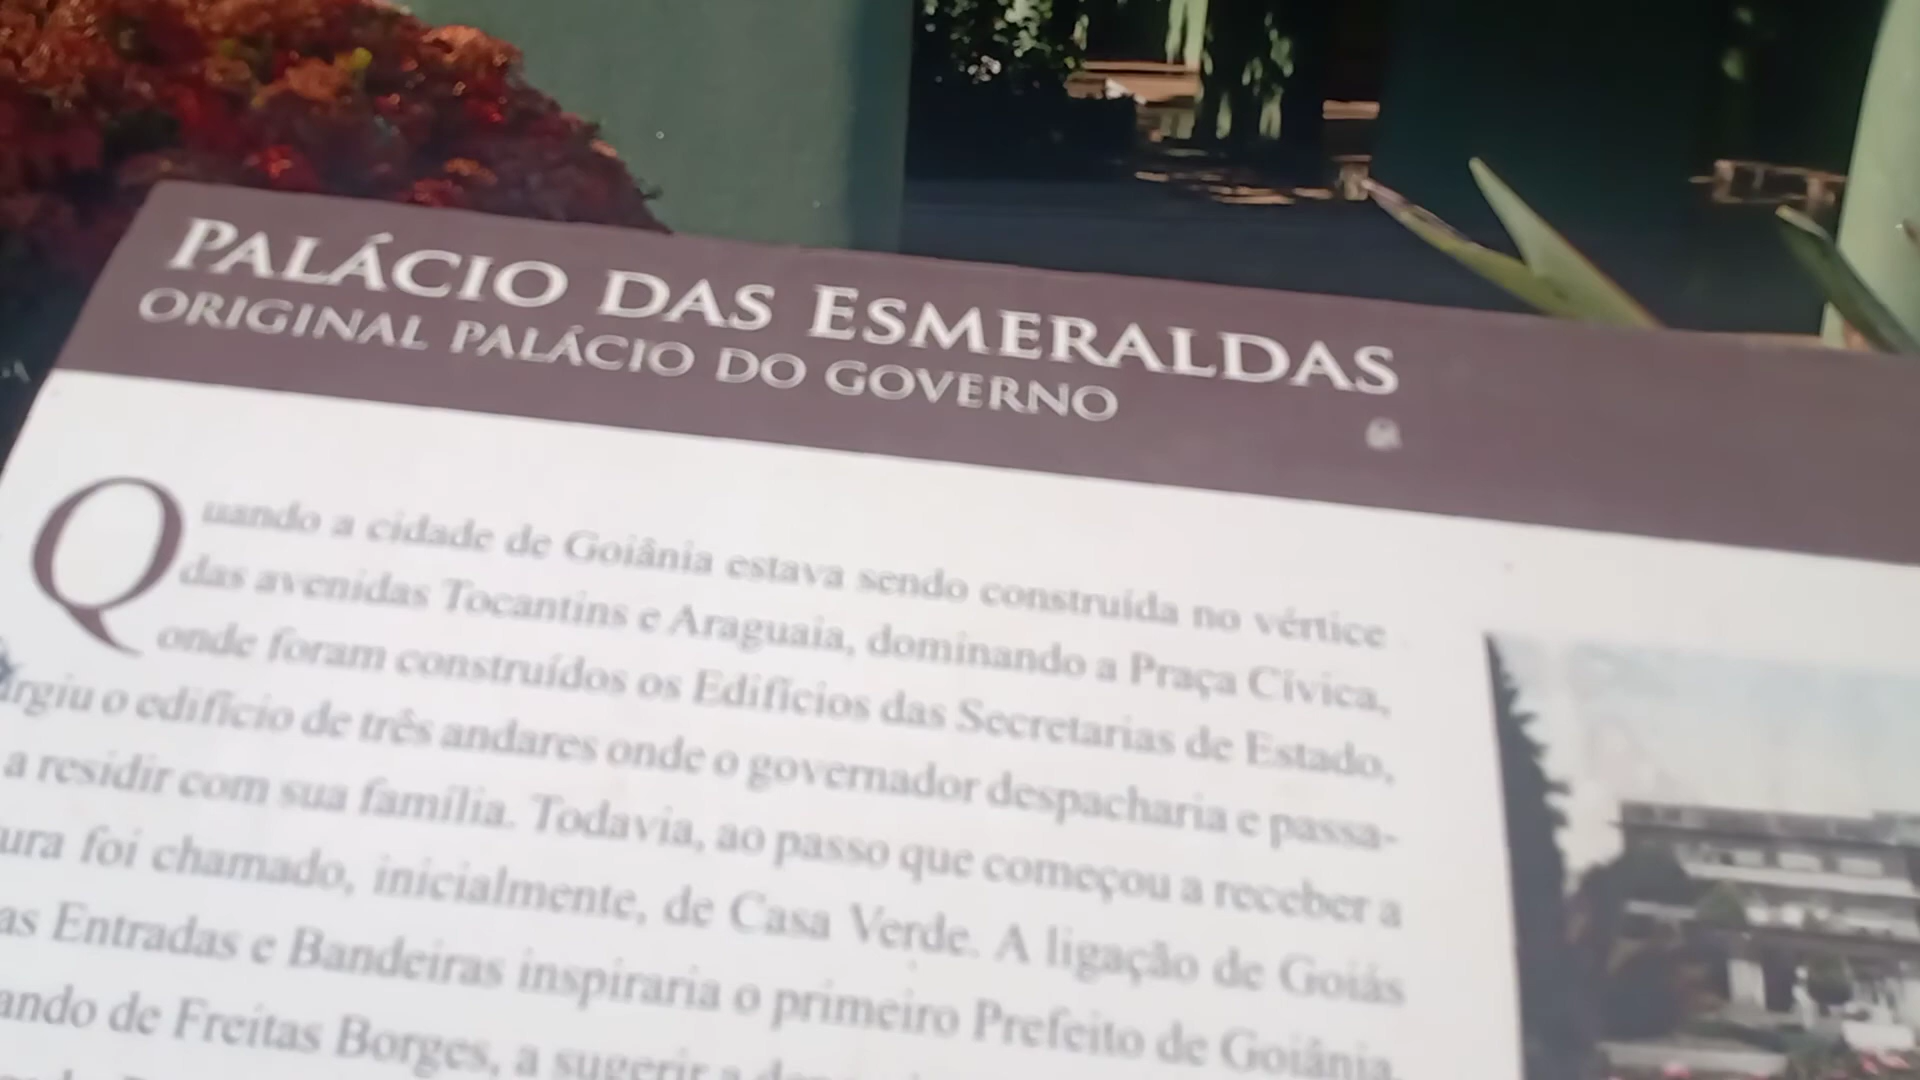 PALÁCIO DAS ESMERALDAS
ORIGINAL PALÁCIO DO GOVERNO
Quando a cidade de Goiânia estava sendo construída no vértice
das avenidas Tocantins e Araguaia, dominando a Praça Cívica,
onde foram construídos os Edifícios das Secretarias de Estado,
urgiu o edifício de três andares onde o governador despacharia e passa-
a residir com sua família. Todavia, ao passo que começou a receber a
ura foi chamado, inicialmente, de Casa Verde. A ligação de Goiás
as Entradas e Bandeiras inspiraria o primeiro Prefeito de Goiânia,
ando de Freitas Borges, a sugerir a